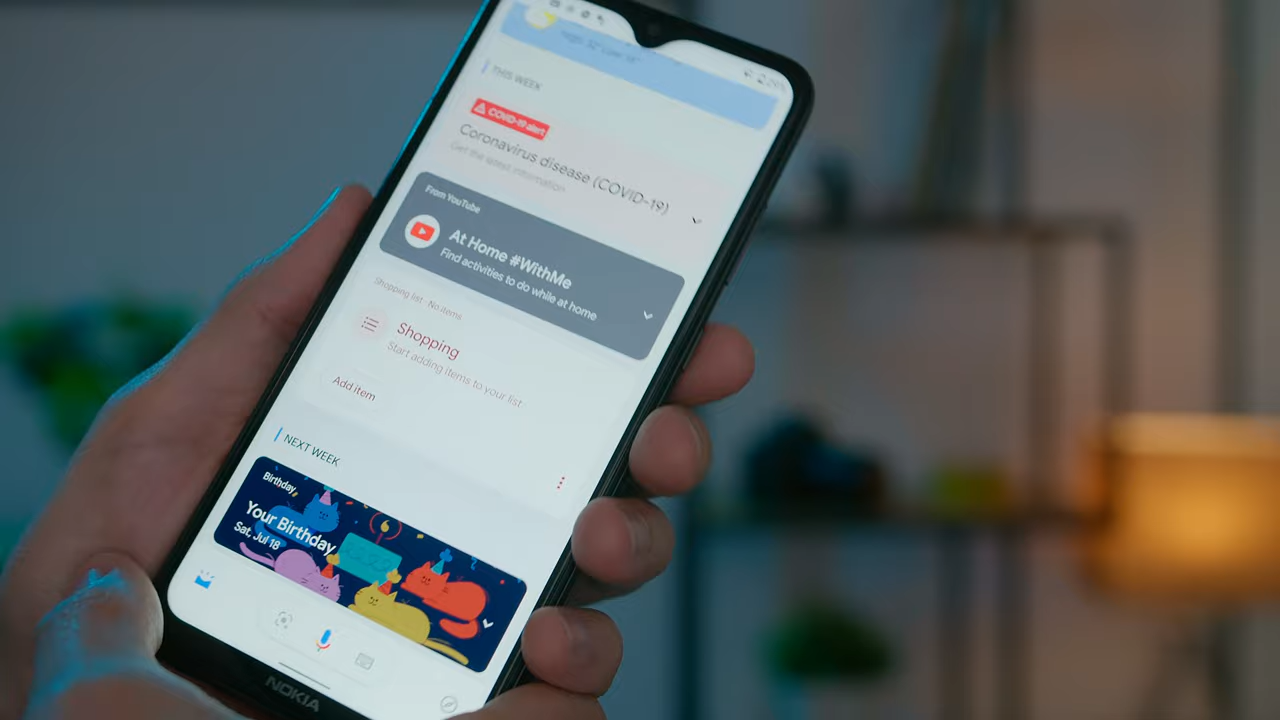 THIS WEEK
COVID-19 alert
Coronavirus disease (COVID-19)
Get the latest information
From YouTube
At Home #WithMe
Find activities to do while at home
Shopping list · No items
Shopping
Start adding items to your list
Add item
NEXT WEEK
Birthday
Your Birthday
Sat, Jul 18
NOKIA